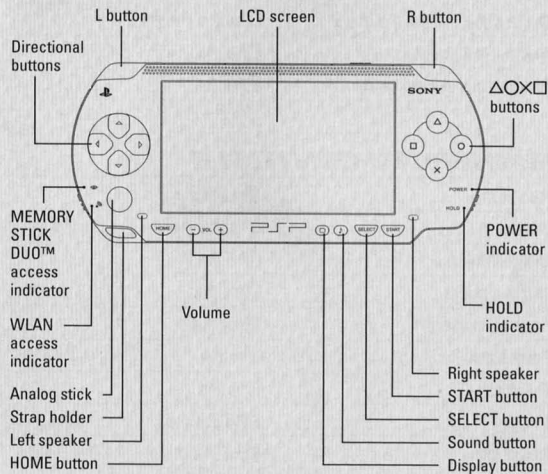 L button
LCD screen
R button
Directional
buttons
SONY
△○×□
buttons
POWER
HOLD
MEMORY
STICK
DUO™
access
indicator
POWER
indicator
HOME
VOL
PSP
SELECT
START
Volume
WLAN
access
indicator
HOLD
indicator
Analog stick
Strap holder
Left speaker
HOME button
Right speaker
START button
SELECT button
Sound button
Display button